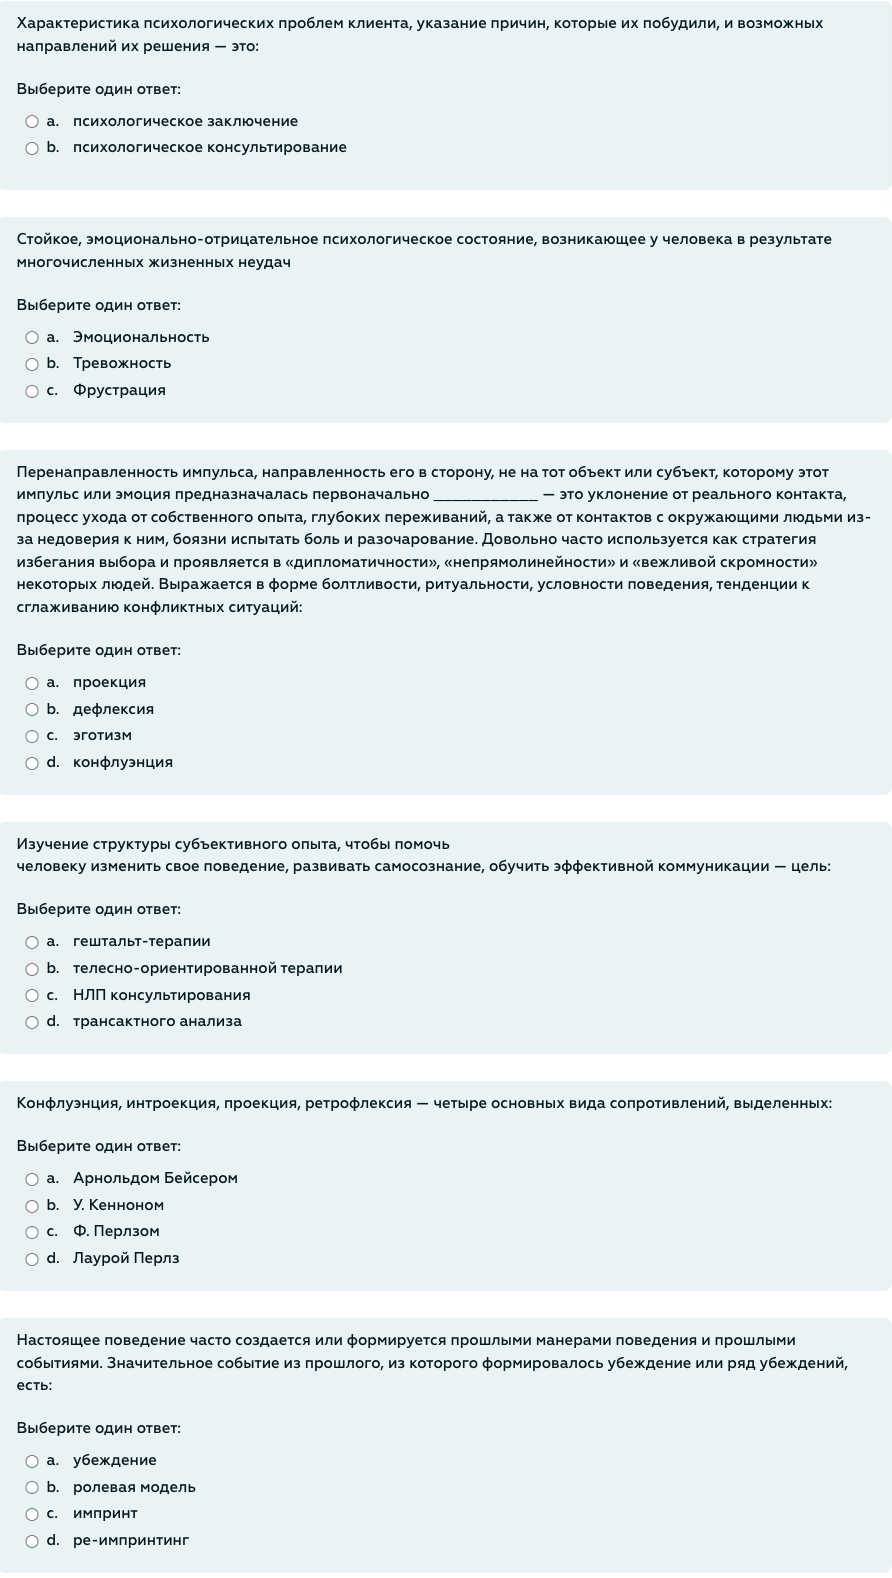 Характеристика психологических проблем клиента, указание причин, которые их побудили, и возможных
направлений их решения — это:
Выберите один ответ:
a. психологическое заключение
b. психологическое консультирование
Стойкое, эмоционально-отрицательное психологическое состояние, возникающее у человека в результате
многочисленных жизненных неудач
Выберите один ответ:
a. Эмоциональность
b. Тревожность
c. Фрустрация
Перенаправленность импульса, направленность его в сторону, не на тот объект или субъект, которому этот
импульс или эмоция предназначалась первоначально ____________ — это уклонение от реального контакта,
процесс ухода от собственного опыта, глубоких переживаний, а также от контактов с окружающими людьми из-
за недоверия к ним, боязни испытать боль и разочарование. Довольно часто используется как стратегия
избегания выбора и проявляется в «дипломатичности», «непрямолинейности» и «вежливой скромности»
некоторых людей. Выражается в форме болтливости, ритуальности, условности поведения, тенденции к
сглаживанию конфликтных ситуаций:
Выберите один ответ:
a. проекция
b. дефлексия
c. эготизм
d. конфлуэнция
Изучение структуры субъективного опыта, чтобы помочь
человеку изменить свое поведение, развивать самосознание, обучить эффективной коммуникации — цель:
Выберите один ответ:
a. гештальт-терапии
b. телесно-ориентированной терапии
c. НЛП консультирования
d. трансактного анализа
Конфлуэнция, интроекция, проекция, ретрофлексия — четыре основных вида сопротивлений, выделенных:
Выберите один ответ:
a. Арнольдом Бейсером
b. У. Кенноном
c. Ф. Перлзом
d. Лаурой Перлз
Настоящее поведение часто создается или формируется прошлыми манерами поведения и прошлыми
событиями. Значительное событие из прошлого, из которого формировалось убеждение или ряд убеждений,
есть:
Выберите один ответ:
a. убеждение
b. ролевая модель
c. импринт
d. ре-импринтинг